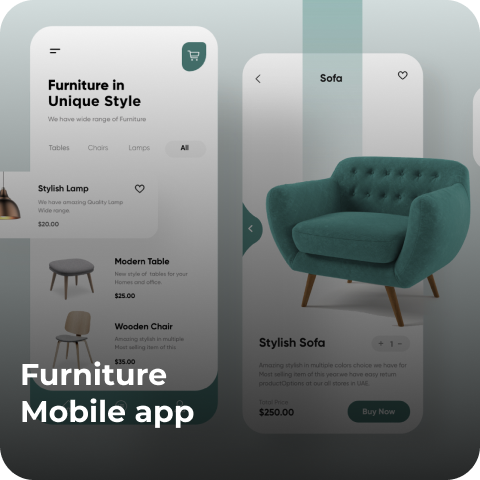 Furniture in
Unique Style
We have wide range of Furniture
Tables Chairs Lamps All
Stylish Lamp
We have amazing Quality Lamp
Wide range.
$20.00
Modern Table
New style of tables for your
Homes and office.
$25.00
Wooden Chair
Amazing stylish in multiple
Most selling item of this
$35.00
Sofa
Stylish Sofa
+ 1 -
Amazing stylish in multiple colors choice we have for
Most selling item of this year.we have easy return
productOptions at our all stores in UAE.
Total Price
$250.00
Buy Now
Furniture
Mobile app